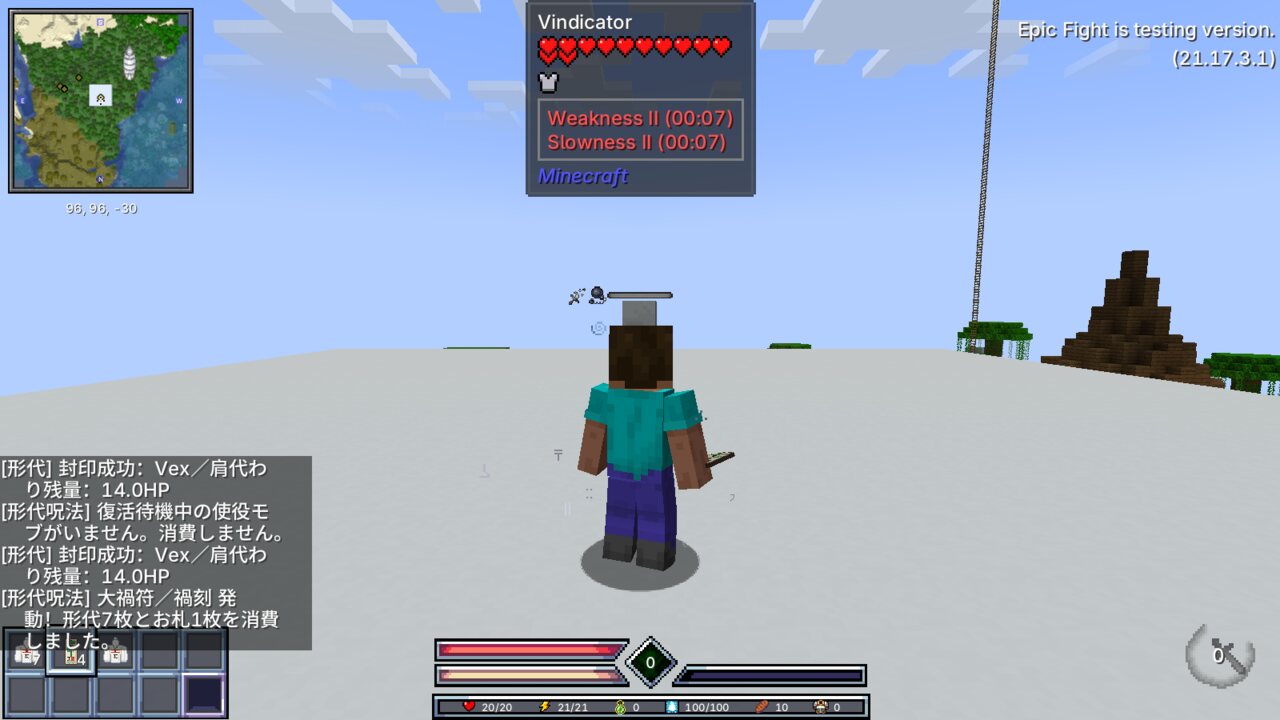 Vindicator
Weakness II (00:07)
Slowness II (00:07)
Minecraft
Epic Fight is testing version.
(21.17.3.1)
S
E
W
N
96, 96, -30
[形代] 封印成功: Vex／肩代わ
り残量: 14.0HP
[形代呪法] 復活待機中の使役モ
ブがいません。消費しません。
[形代] 封印成功: Vex／肩代わ
り残量: 14.0HP
[形代呪法] 大禍符／禍刻 発
動! 形代7枚とお札1枚を消費
しました。
7
4
0
20/20
21/21
0
100/100
10
0
0